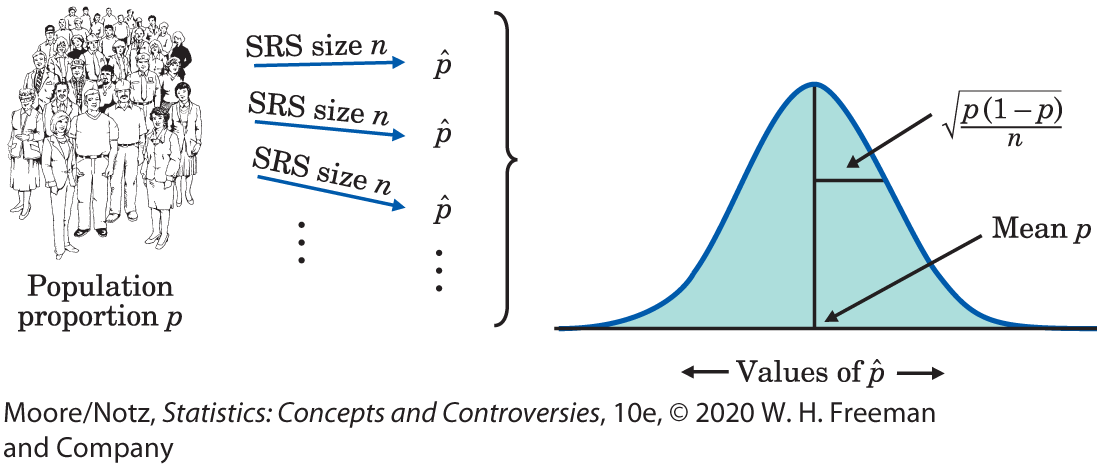 SRS size n
p̂
SRS size n
p̂
SRS size n
p̂
⋮
⋮
Population
proportion p
√(p (1 − p)/n)
Mean p
Values of p̂
Moore/Notz, Statistics: Concepts and Controversies, 10e, © 2020 W. H. Freeman
and Company